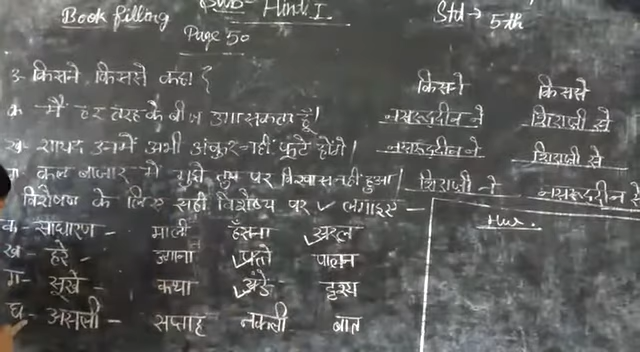 Book filling Sub- Hindi I. Std → 5th
Page 50
3- किसने, किससे कहा ? किसने किससे
क- मैं हर तरह के बीज उगा सकता हूँ। नसरुद्दीन ने शिराजी से
ख- शायद उनमें अभी अंकुर नहीं फूटे होंगे। नसरुद्दीन ने शिराजी से
ग- कल बाजार में मुझे तुम पर विश्वास नहीं हुआ। शिराजी ने नसरुद्दीन से
विशेषण के लिए सही विशेष्य पर ✓ लगाइए - H.W.
क- साधारण - माली हँसना
ख- हरे - उगाना ✓ पत्ते पालन
ग- सूखे - कथा ✓ अंडे दृश्य
घ- असली - सप्ताह नकली बात